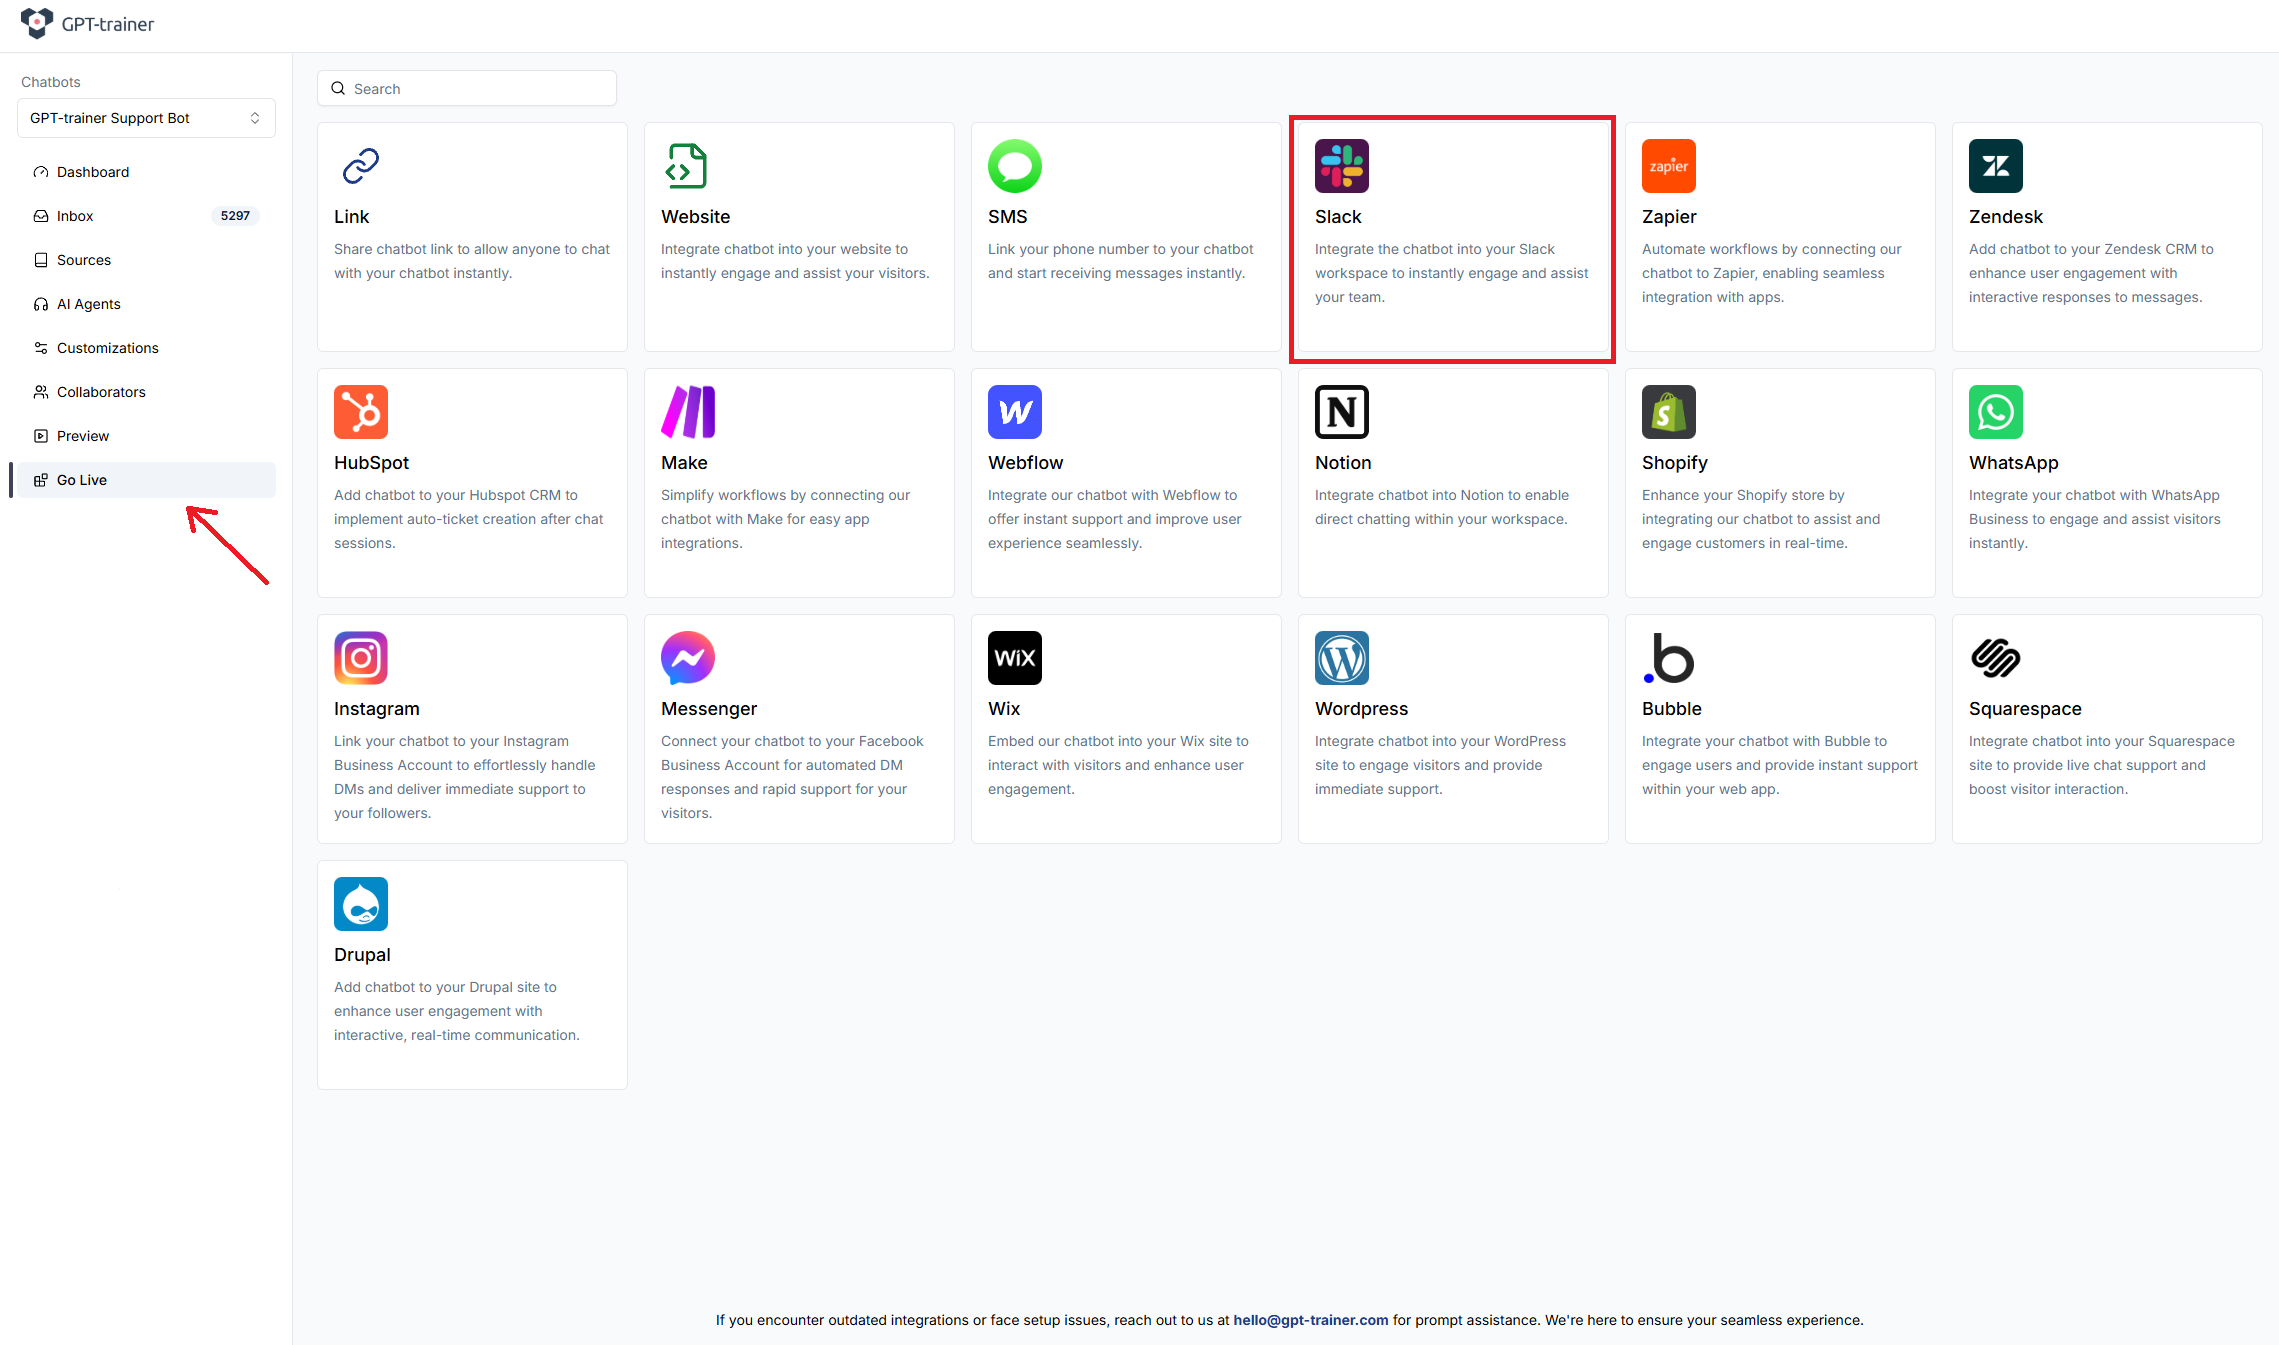 GPT-trainer
Chatbots
GPT-trainer Support Bot
Dashboard
Inbox
5297
Sources
AI Agents
Customizations
Collaborators
Preview
Go Live
Search
Link
Share chatbot link to allow anyone to chat
with your chatbot instantly.
Website
Integrate chatbot into your website to
instantly engage and assist your visitors.
SMS
Link your phone number to your chatbot
and start receiving messages instantly.
Slack
Integrate the chatbot into your Slack
workspace to instantly engage and assist
your team.
zapier
Zapier
Automate workflows by connecting our
chatbot to Zapier, enabling seamless
integration with apps.
Zendesk
Add chatbot to your Zendesk CRM to
enhance user engagement with
interactive responses to messages.
HubSpot
Add chatbot to your Hubspot CRM to
implement auto-ticket creation after chat
sessions.
Make
Simplify workflows by connecting our
chatbot with Make for easy app
integrations.
Webflow
Integrate our chatbot with Webflow to
offer instant support and improve user
experience seamlessly.
Notion
Integrate chatbot into Notion to enable
direct chatting within your workspace.
Shopify
Enhance your Shopify store by
integrating our chatbot to assist and
engage customers in real-time.
WhatsApp
Integrate your chatbot with WhatsApp
Business to engage and assist visitors
instantly.
Instagram
Link your chatbot to your Instagram
Business Account to effortlessly handle
DMs and deliver immediate support to
your followers.
Messenger
Connect your chatbot to your Facebook
Business Account for automated DM
responses and rapid support for your
visitors.
WiX
Wix
Embed our chatbot into your Wix site to
interact with visitors and enhance user
engagement.
Wordpress
Integrate chatbot into your WordPress
site to engage visitors and provide
immediate support.
Bubble
Integrate your chatbot with Bubble to
engage users and provide instant support
within your web app.
Squarespace
Integrate chatbot into your Squarespace
site to provide live chat support and
boost visitor interaction.
Drupal
Add chatbot to your Drupal site to
enhance user engagement with
interactive, real-time communication.
If you encounter outdated integrations or face setup issues, reach out to us at hello@gpt-trainer.com for prompt assistance. We're here to ensure your seamless experience.